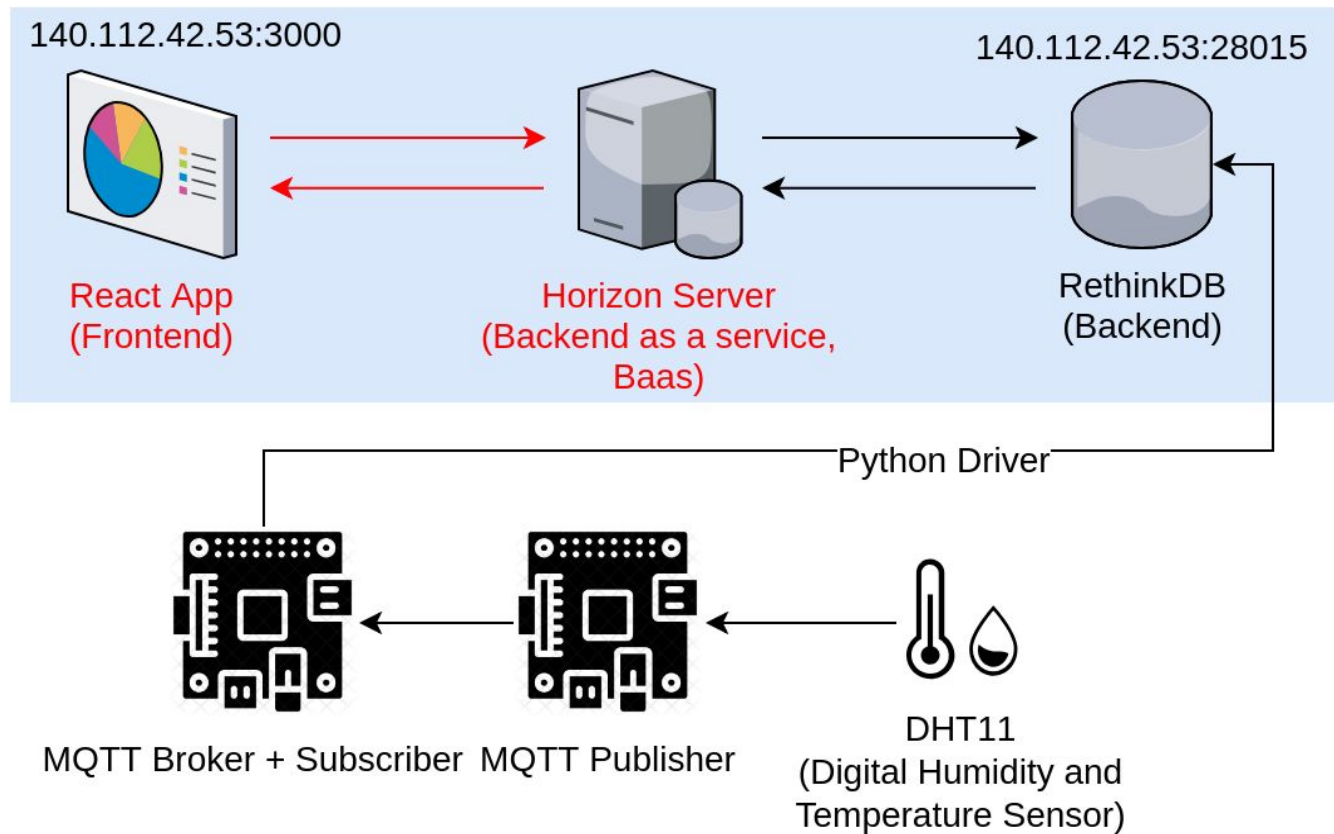 140.112.42.53:3000
140.112.42.53:28015
React App
(Frontend)
Horizon Server
(Backend as a service,
Baas)
RethinkDB
(Backend)
Python Driver
MQTT Broker + Subscriber
MQTT Publisher
DHT11
(Digital Humidity and
Temperature Sensor)